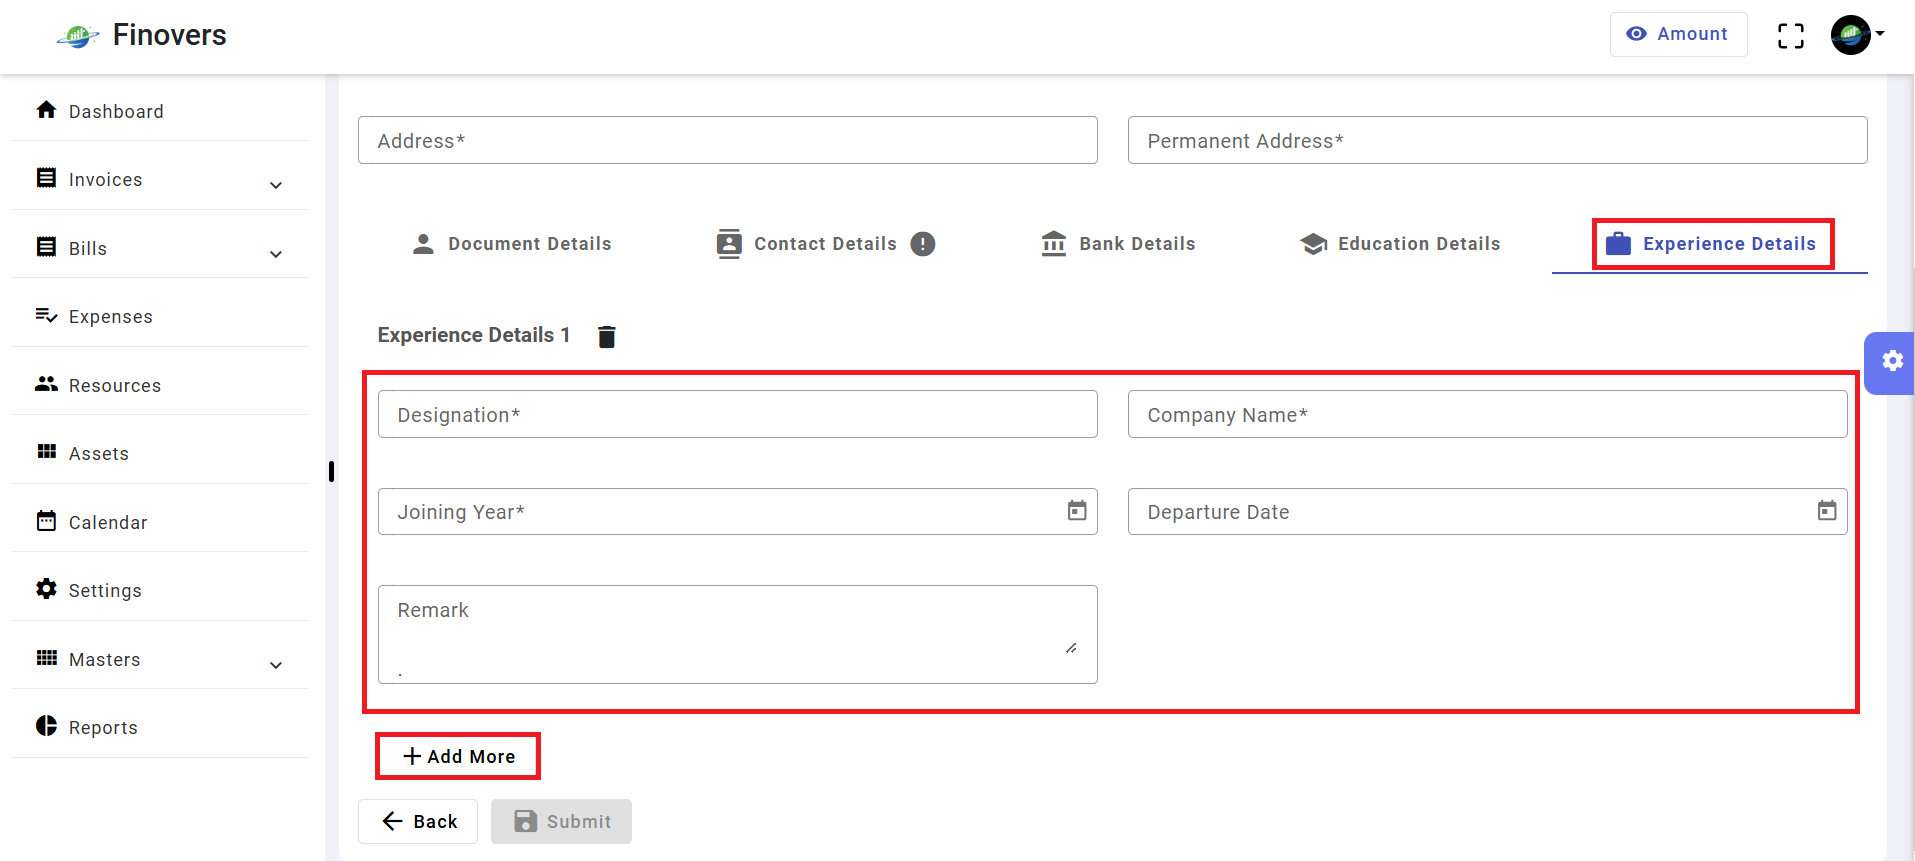 Finovers
Amount
Dashboard
Invoices
Bills
Expenses
Resources
Assets
Calendar
Settings
Masters
Reports
Address*
Permanent Address*
Document Details
Contact Details
Bank Details
Education Details
Experience Details
Experience Details 1
Designation*
Company Name*
Joining Year*
Departure Date
Remark
.
Add More
Back
Submit